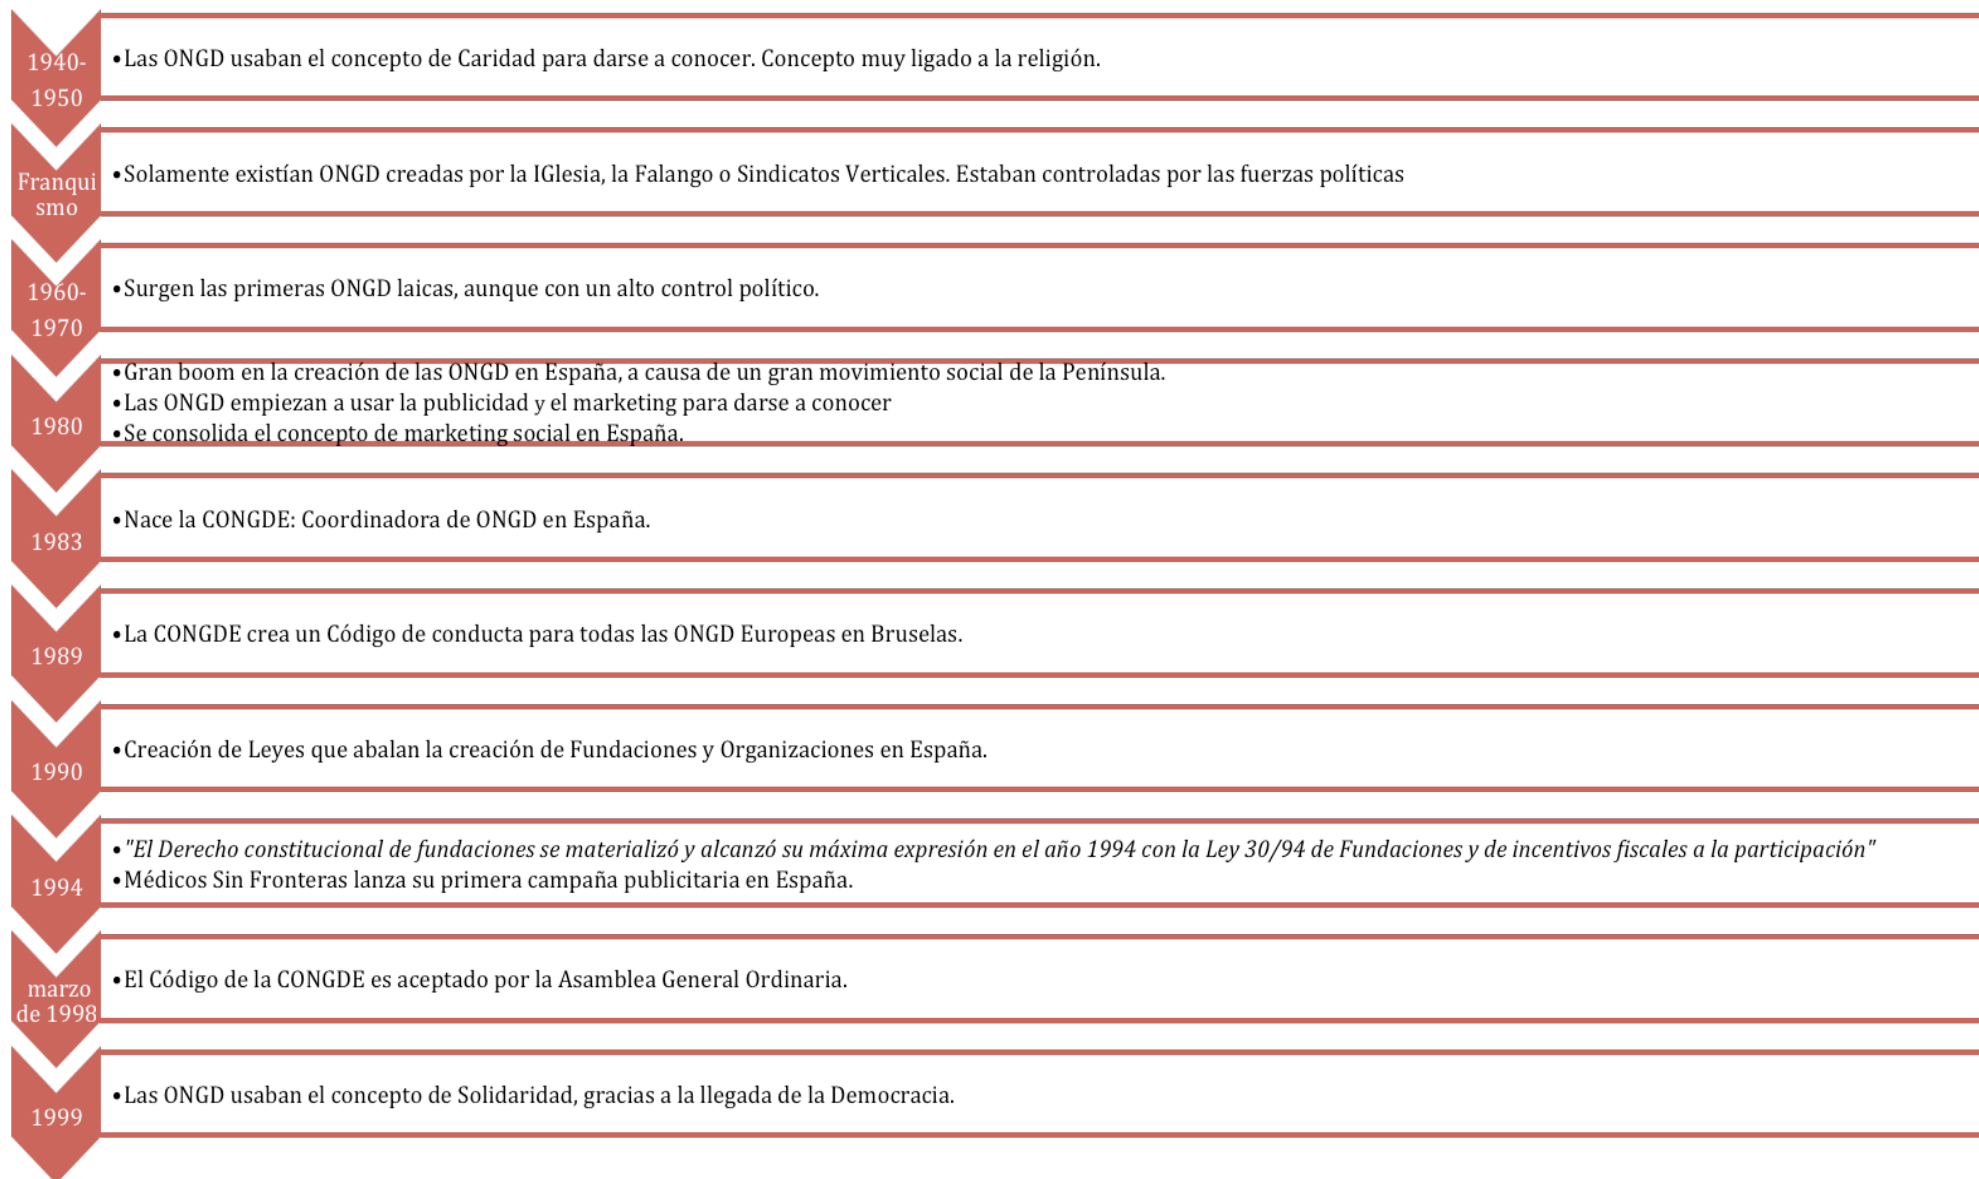 1940-
1950
•Las ONGD usaban el concepto de Caridad para darse a conocer. Concepto muy ligado a la religión.
Franqui
smo
•Solamente existían ONGD creadas por la IGlesia, la Falango o Sindicatos Verticales. Estaban controladas por las fuerzas políticas
1960-
1970
•Surgen las primeras ONGD laicas, aunque con un alto control político.
1980
•Gran boom en la creación de las ONGD en España, a causa de un gran movimiento social de la Península.
•Las ONGD empiezan a usar la publicidad y el marketing para darse a conocer
•Se consolida el concepto de marketing social en España.
1983
•Nace la CONGDE: Coordinadora de ONGD en España.
1989
•La CONGDE crea un Código de conducta para todas las ONGD Europeas en Bruselas.
1990
•Creación de Leyes que abalan la creación de Fundaciones y Organizaciones en España.
1994
•"El Derecho constitucional de fundaciones se materializó y alcanzó su máxima expresión en el año 1994 con la Ley 30/94 de Fundaciones y de incentivos fiscales a la participación"
•Médicos Sin Fronteras lanza su primera campaña publicitaria en España.
marzo
de 1998
•El Código de la CONGDE es aceptado por la Asamblea General Ordinaria.
1999
•Las ONGD usaban el concepto de Solidaridad, gracias a la llegada de la Democracia.